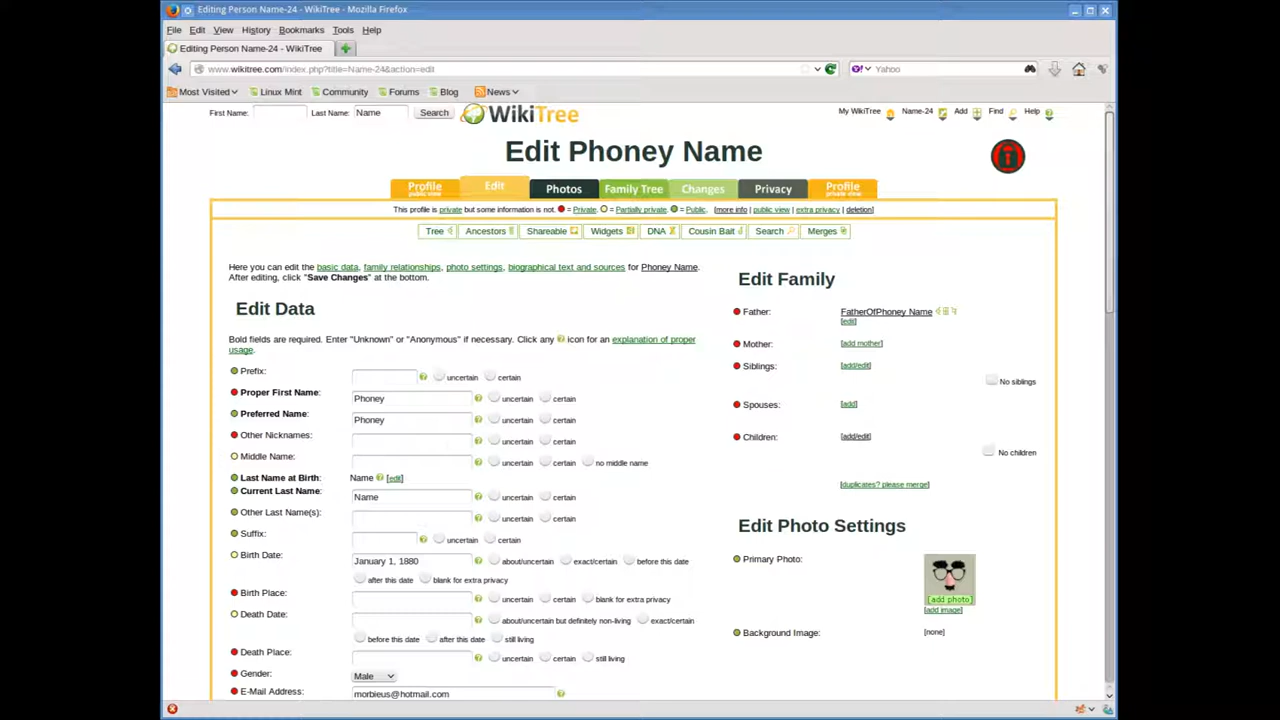 Editing Person Name-24 - WikiTree - Mozilla Firefox
File Edit View History Bookmarks Tools Help
Editing Person Name-24 - WikiTree
www.wikitree.com/index.php?title=Name-24&action=edit Yahoo
Most Visited Linux Mint Community Forums Blog News
First Name: Last Name: Name Search WikiTree My WikiTree Name-24 Add Find Help
Edit Phoney Name
Profile public view Edit Photos Family Tree Changes Privacy Profile private view
This profile is private but some information is not. = Private. = Partially private. = Public. [more info | public view | extra privacy | deletion]
Tree Ancestors Shareable Widgets DNA Cousin Bait Search Merges
Here you can edit the basic data, family relationships, photo settings, biographical text and sources for Phoney Name.
After editing, click "Save Changes" at the bottom.
Edit Data
Bold fields are required. Enter "Unknown" or "Anonymous" if necessary. Click any ? icon for an explanation of proper
usage.
Prefix: ? uncertain certain
Proper First Name: Phoney ? uncertain certain
Preferred Name: Phoney ? uncertain certain
Other Nicknames: ? uncertain certain
Middle Name: ? uncertain certain no middle name
Last Name at Birth: Name ? [edit]
Current Last Name: Name ? uncertain certain
Other Last Name(s): ? uncertain certain
Suffix: ? uncertain certain
Birth Date: January 1, 1880 ? about/uncertain exact/certain before this date
after this date blank for extra privacy
Birth Place: ? uncertain certain blank for extra privacy
Death Date: ? about/uncertain but definitely non-living exact/certain
before this date after this date still living
Death Place: ? uncertain certain still living
Gender: Male
E-Mail Address: morbieus@hotmail.com ?
Edit Family
Father: FatherOfPhoney Name
[edit]
Mother: [add mother]
Siblings: [add/edit]
No siblings
Spouses: [add]
Children: [add/edit]
No children
[duplicates? please merge]
Edit Photo Settings
Primary Photo:
[add photo]
[add image]
Background Image: [none]